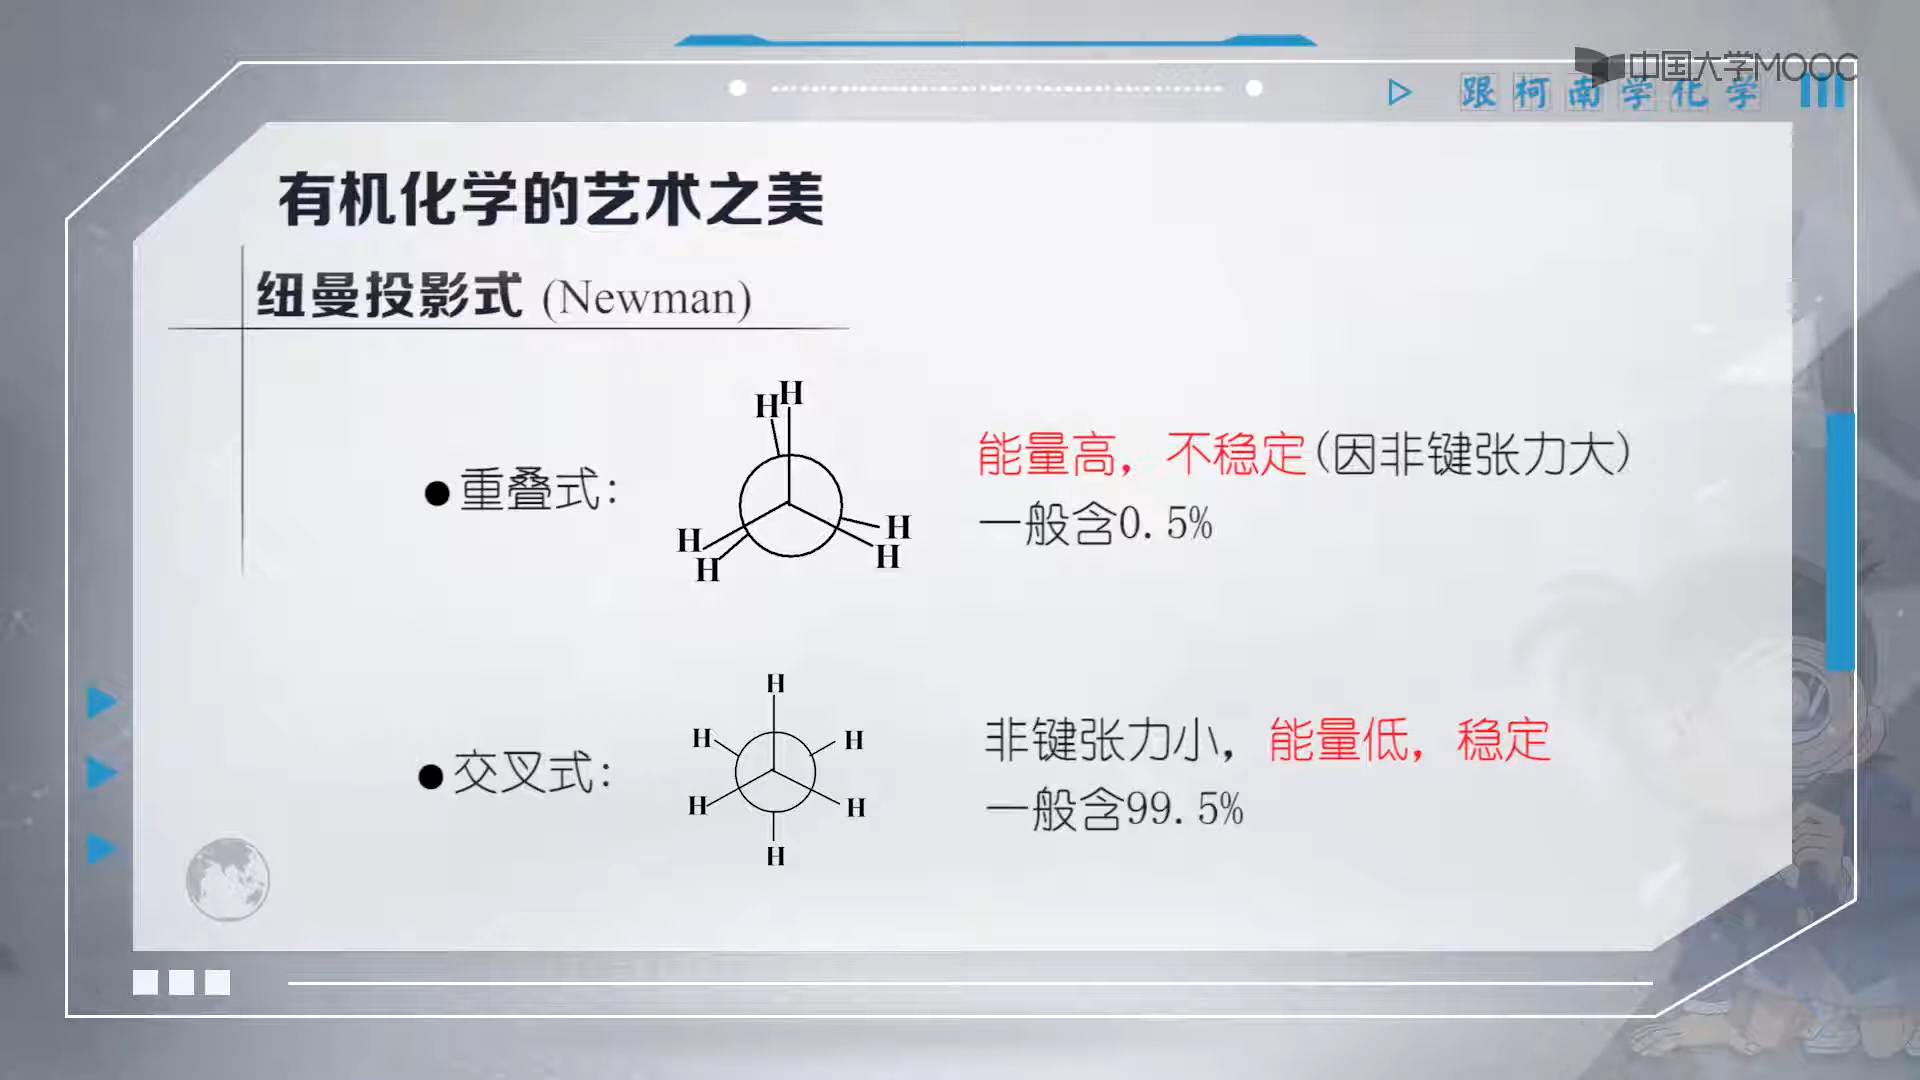 中国大学MOOC
跟柯南学化学
有机化学的艺术之美
纽曼投影式 (Newman)
H H
●重叠式:
能量高，不稳定(因非键张力大)
一般含0.5%
H H
H H
H
H H
●交叉式:
非键张力小，能量低，稳定
一般含99.5%
H H
H